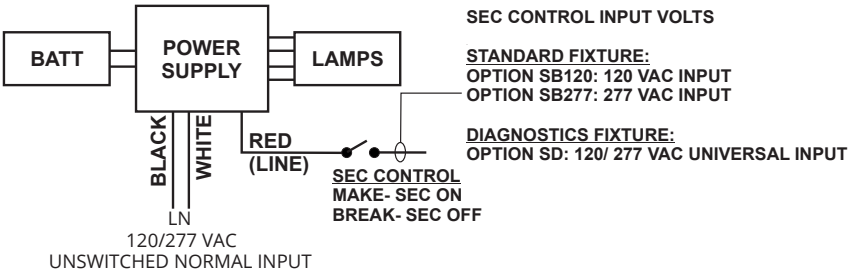 BATT
POWER
SUPPLY
LAMPS
BLACK
WHITE
RED
(LINE)
SEC CONTROL
MAKE- SEC ON
BREAK- SEC OFF
LN
120/277 VAC
UNSWITCHED NORMAL INPUT
SEC CONTROL INPUT VOLTS
STANDARD FIXTURE:
OPTION SB120: 120 VAC INPUT
OPTION SB277: 277 VAC INPUT
DIAGNOSTICS FIXTURE:
OPTION SD: 120/ 277 VAC UNIVERSAL INPUT